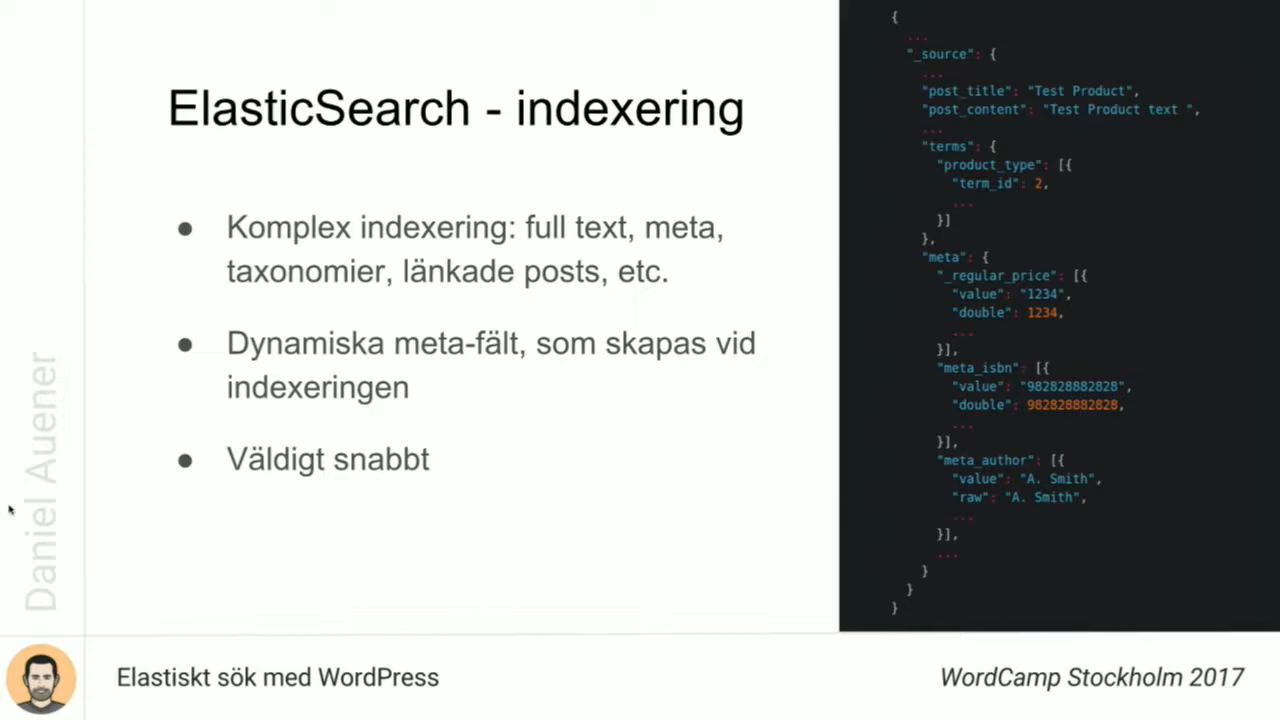 ElasticSearch - indexering
● Komplex indexering: full text, meta,
taxonomier, länkade posts, etc.
● Dynamiska meta-fält, som skapas vid
indexeringen
● Väldigt snabbt
{
...
"_source": {
...
"post_title": "Test Product",
"post_content": "Test Product text ",
...
"terms": {
"product_type": [{
"term_id": 2,
...
}]
},
"meta": {
"_regular_price": [{
"value": "1234",
"double": 1234,
...
}],
"meta_isbn": [{
"value": "982828882828",
"double": 982828882828,
...
}],
"meta_author": [{
"value": "A. Smith",
"raw": "A. Smith",
...
}],
...
}
}
}
Daniel Auener
Elastiskt sök med WordPress
WordCamp Stockholm 2017